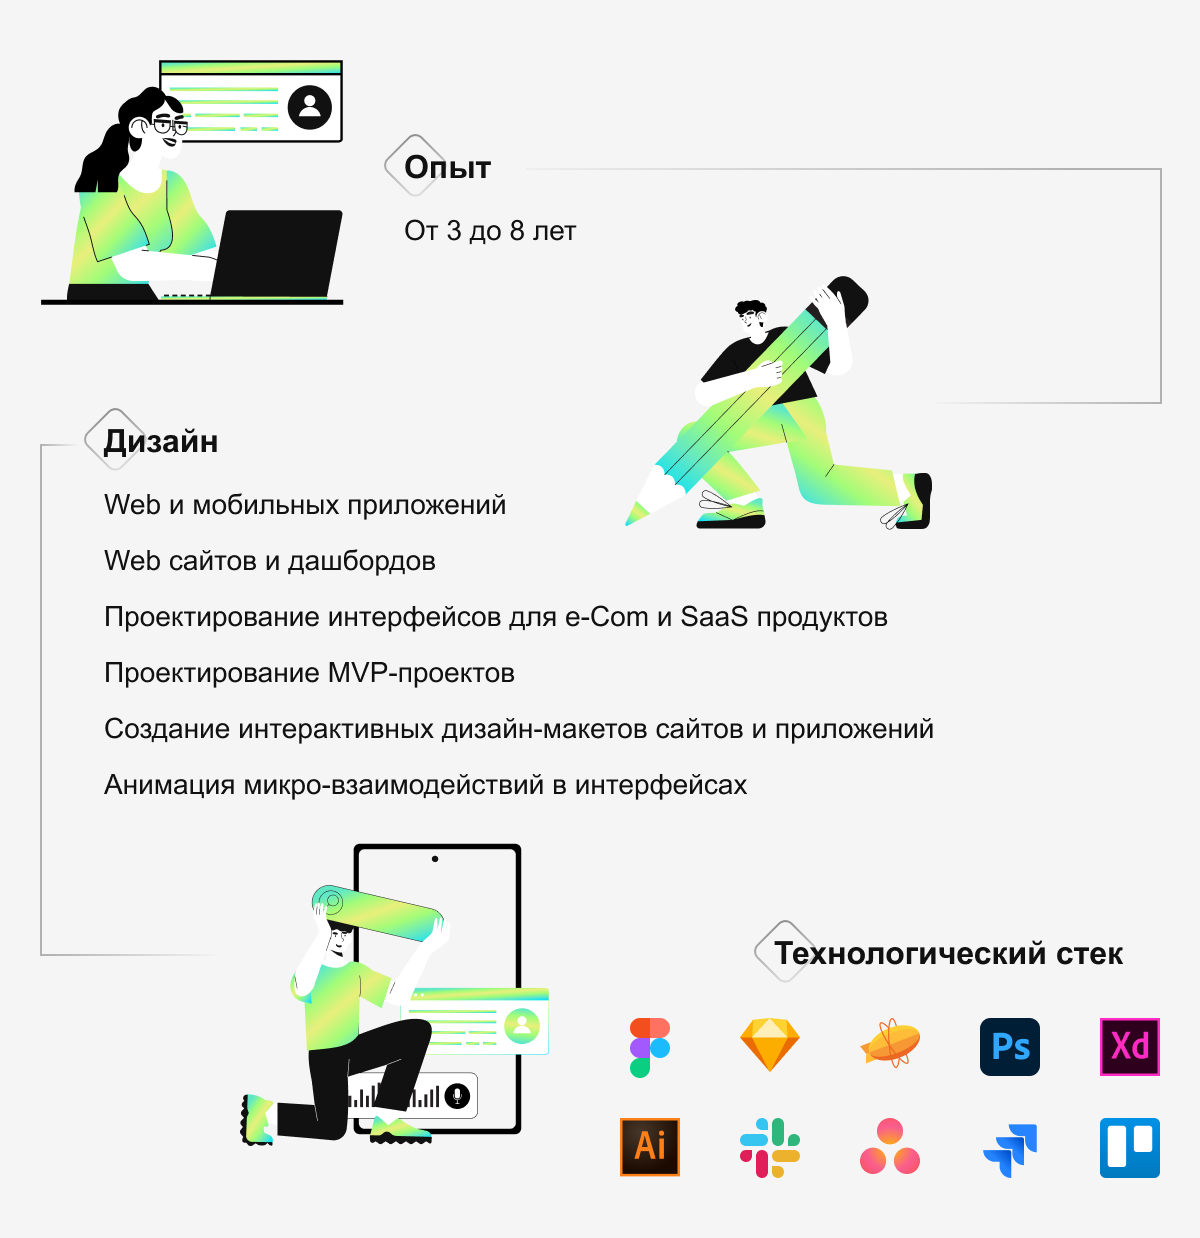 Опыт
От 3 до 8 лет
Дизайн
Web и мобильных приложений
Web сайтов и дашбордов
Проектирование интерфейсов для e-Com и SaaS продуктов
Проектирование MVP-проектов
Создание интерактивных дизайн-макетов сайтов и приложений
Анимация микро-взаимодействий в интерфейсах
Технологический стек
Ps
Xd
Ai